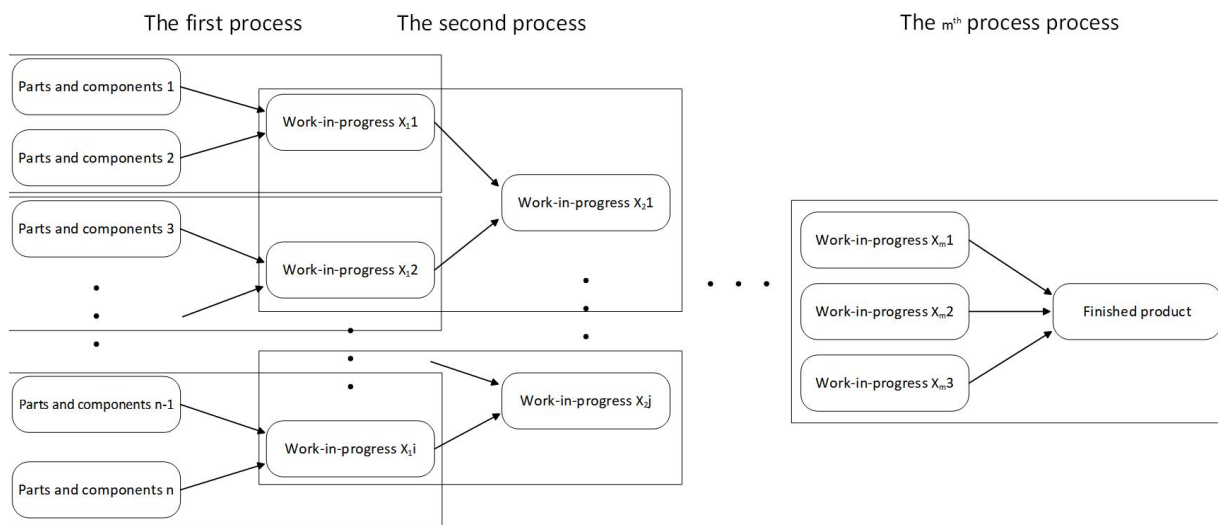 The first process
The second process
The mᵗʰ process process
Parts and components 1
Parts and components 2
Work-in-progress X₁1
Parts and components 3
Work-in-progress X₁2
Work-in-progress X₂1
Parts and components n-1
Parts and components n
Work-in-progress X₁i
Work-in-progress X₂j
Work-in-progress Xₘ1
Work-in-progress Xₘ2
Work-in-progress Xₘ3
Finished product